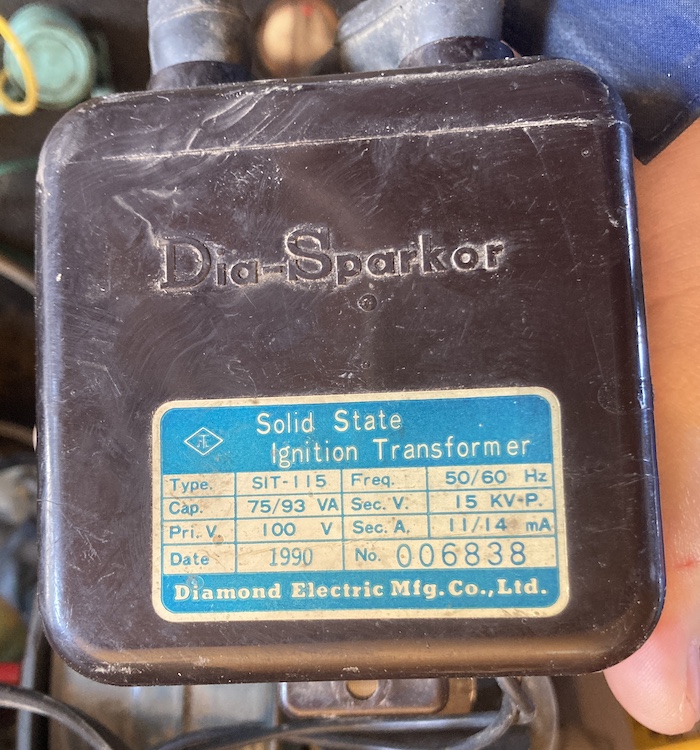 Dia-Sparkor
Solid State
Ignition Transformer
Type. SIT-115 Freq. 50/60 Hz
Cap. 75/93 VA Sec. V. 15 KV-P.
Pri. V. 100 V Sec. A. 11/14 mA
Date 1990 No. 006838
Diamond Electric Mfg. Co., Ltd.